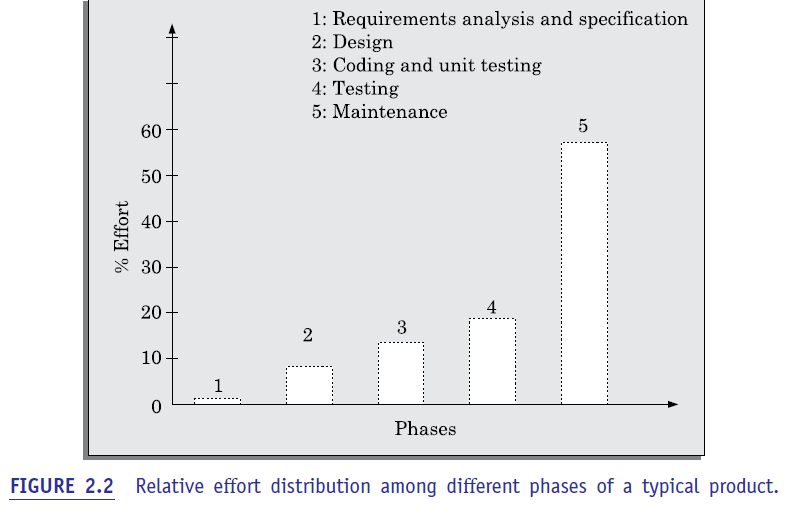 1: Requirements analysis and specification
2: Design
3: Coding and unit testing
4: Testing
5: Maintenance
60
50
40
30
20
10
0
% Effort
1
2
3
4
5
Phases
FIGURE 2.2 Relative effort distribution among different phases of a typical product.